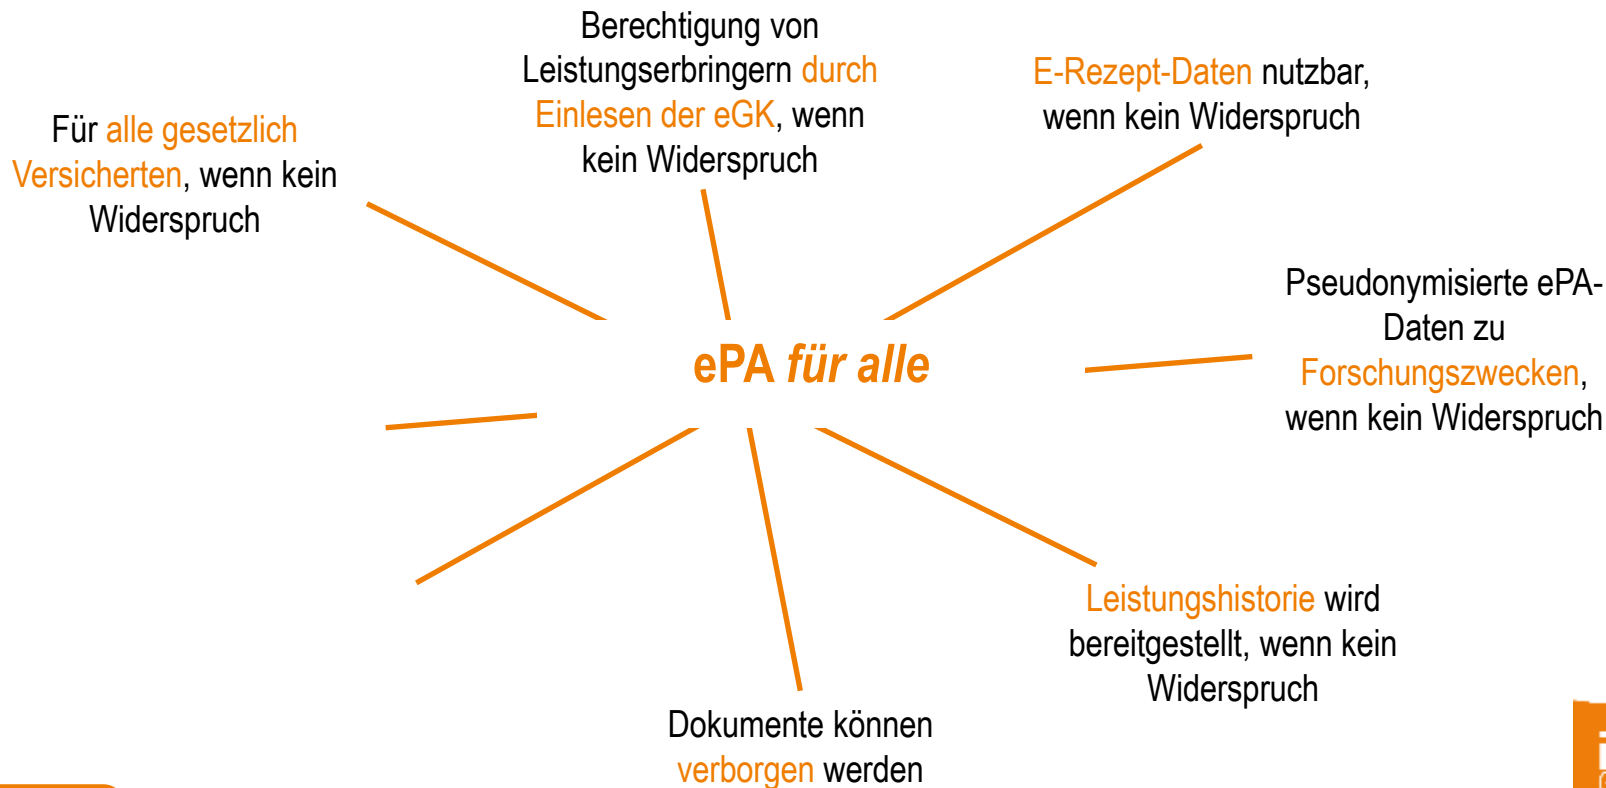 Berechtigung von
Leistungserbringern durch
Einlesen der eGK, wenn
kein Widerspruch
E-Rezept-Daten nutzbar,
wenn kein Widerspruch
Für alle gesetzlich
Versicherten, wenn kein
Widerspruch
Pseudonymisierte ePA-
Daten zu
Forschungszwecken,
wenn kein Widerspruch
ePA für alle
Leistungshistorie wird
bereitgestellt, wenn kein
Widerspruch
Dokumente können
verborgen werden